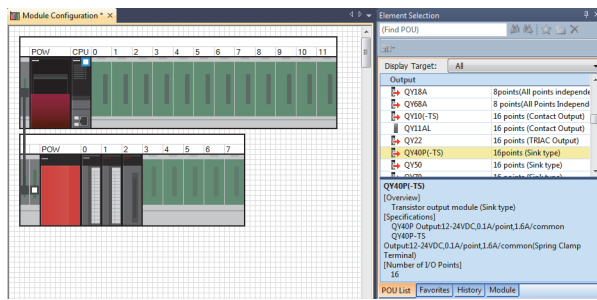 Module Configuration *
Element Selection
(Find POU)
Display Target: All
POW CPU 0 1 2 3 4 5 6 7 8 9 10 11
POW 0 1 2 3 4 5 6 7
Output
QY18A 8points(All points independe
QY68A 8 points(All Points Independ
QY10(-TS) 16 points (Contact Output)
QY11AL 16 points (Contact Output)
QY22 16 points (TRIAC Output)
QY40P(-TS) 16points (Sink type)
QY50 16 points (Sink type)
QY40P(-TS)
[Overview]
Transistor output module (Sink type)
[Specifications]
QY40P Output:12-24VDC,0.1A/point,1.6A/common
QY40P-TS
Output:12-24VDC,0.1A/point,1.6A/common(Spring Clamp
Terminal)
[Number of I/O Points]
16
POU List Favorites History Module